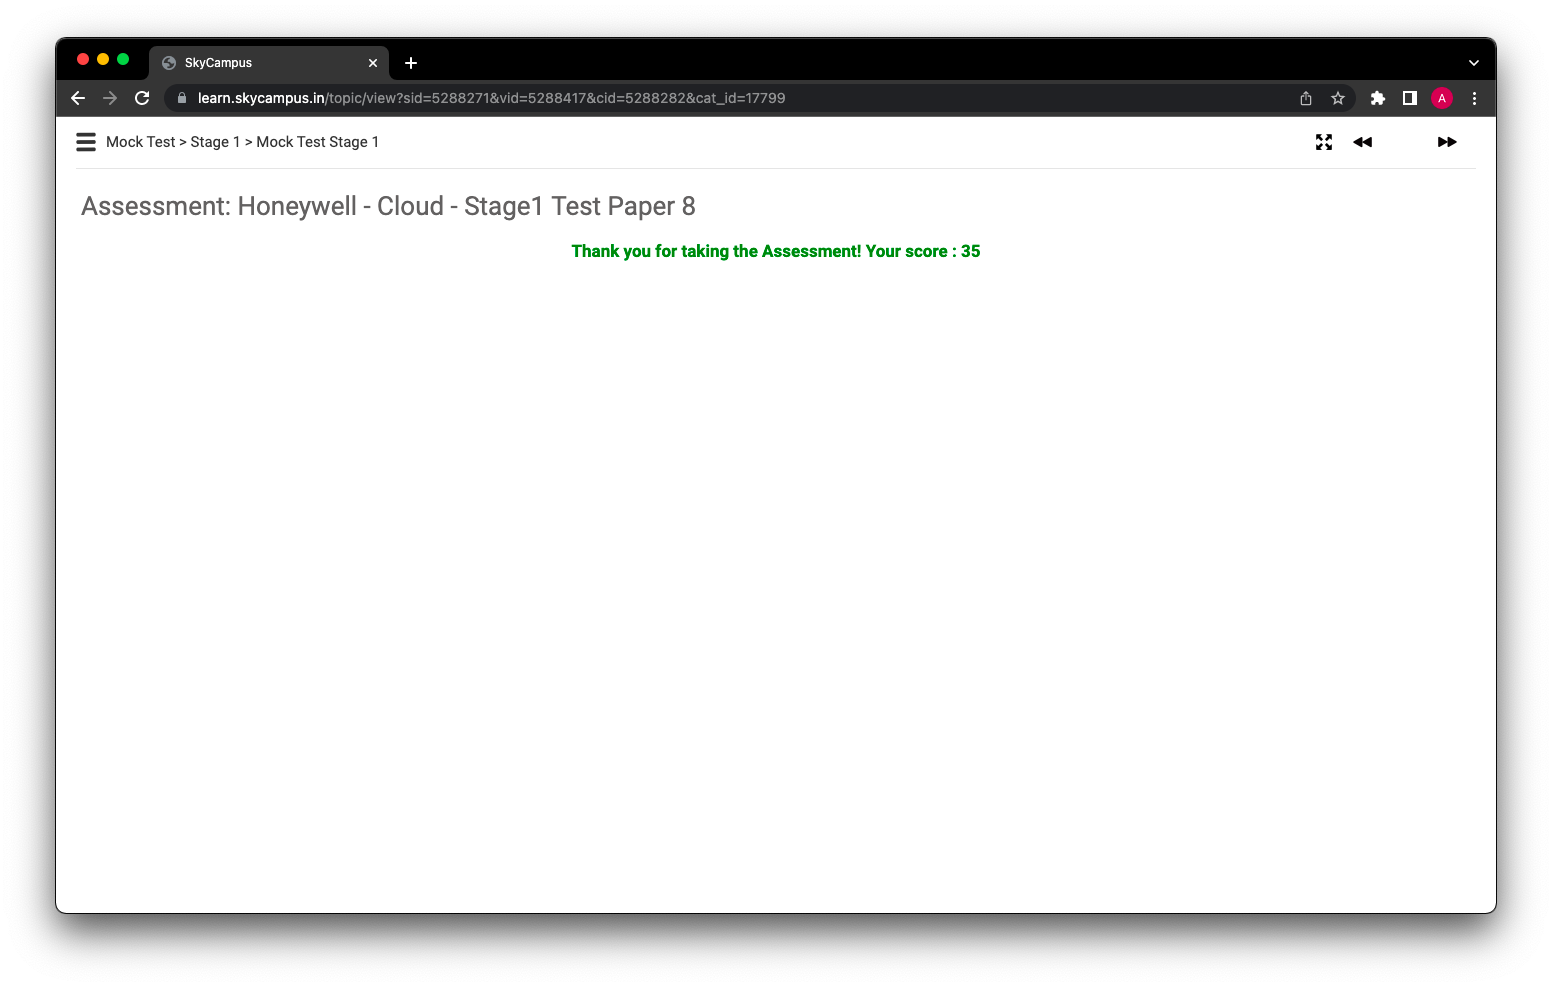 SkyCampus
learn.skycampus.in/topic/view?sid=5288271&vid=5288417&cid=5288282&cat_id=17799
A
Mock Test > Stage 1 > Mock Test Stage 1
Assessment: Honeywell - Cloud - Stage1 Test Paper 8
Thank you for taking the Assessment! Your score : 35